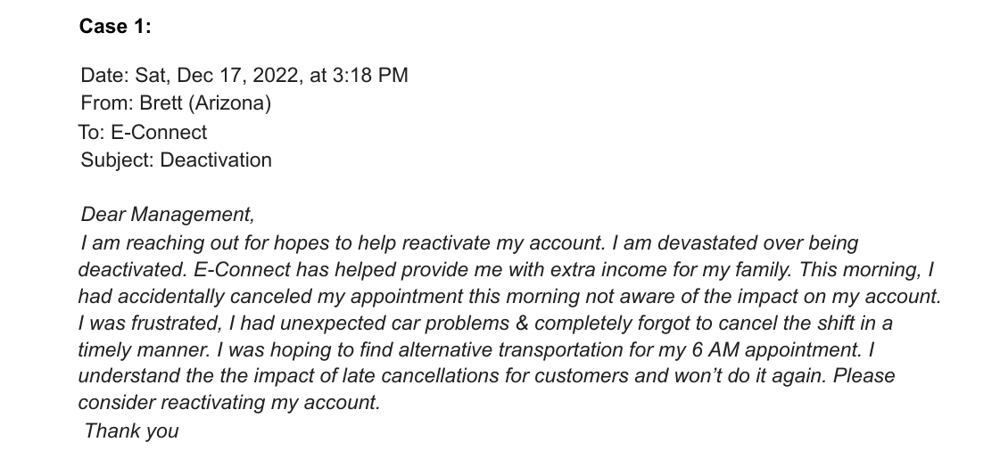 Case 1:
Date: Sat, Dec 17, 2022, at 3:18 PM
From: Brett (Arizona)
To: E-Connect
Subject: Deactivation
Dear Management,
I am reaching out for hopes to help reactivate my account. I am devastated over being
deactivated. E-Connect has helped provide me with extra income for my family. This morning, I
had accidentally canceled my appointment this morning not aware of the impact on my account.
I was frustrated, I had unexpected car problems & completely forgot to cancel the shift in a
timely manner. I was hoping to find alternative transportation for my 6 AM appointment. I
understand the the impact of late cancellations for customers and won’t do it again. Please
consider reactivating my account.
Thank you